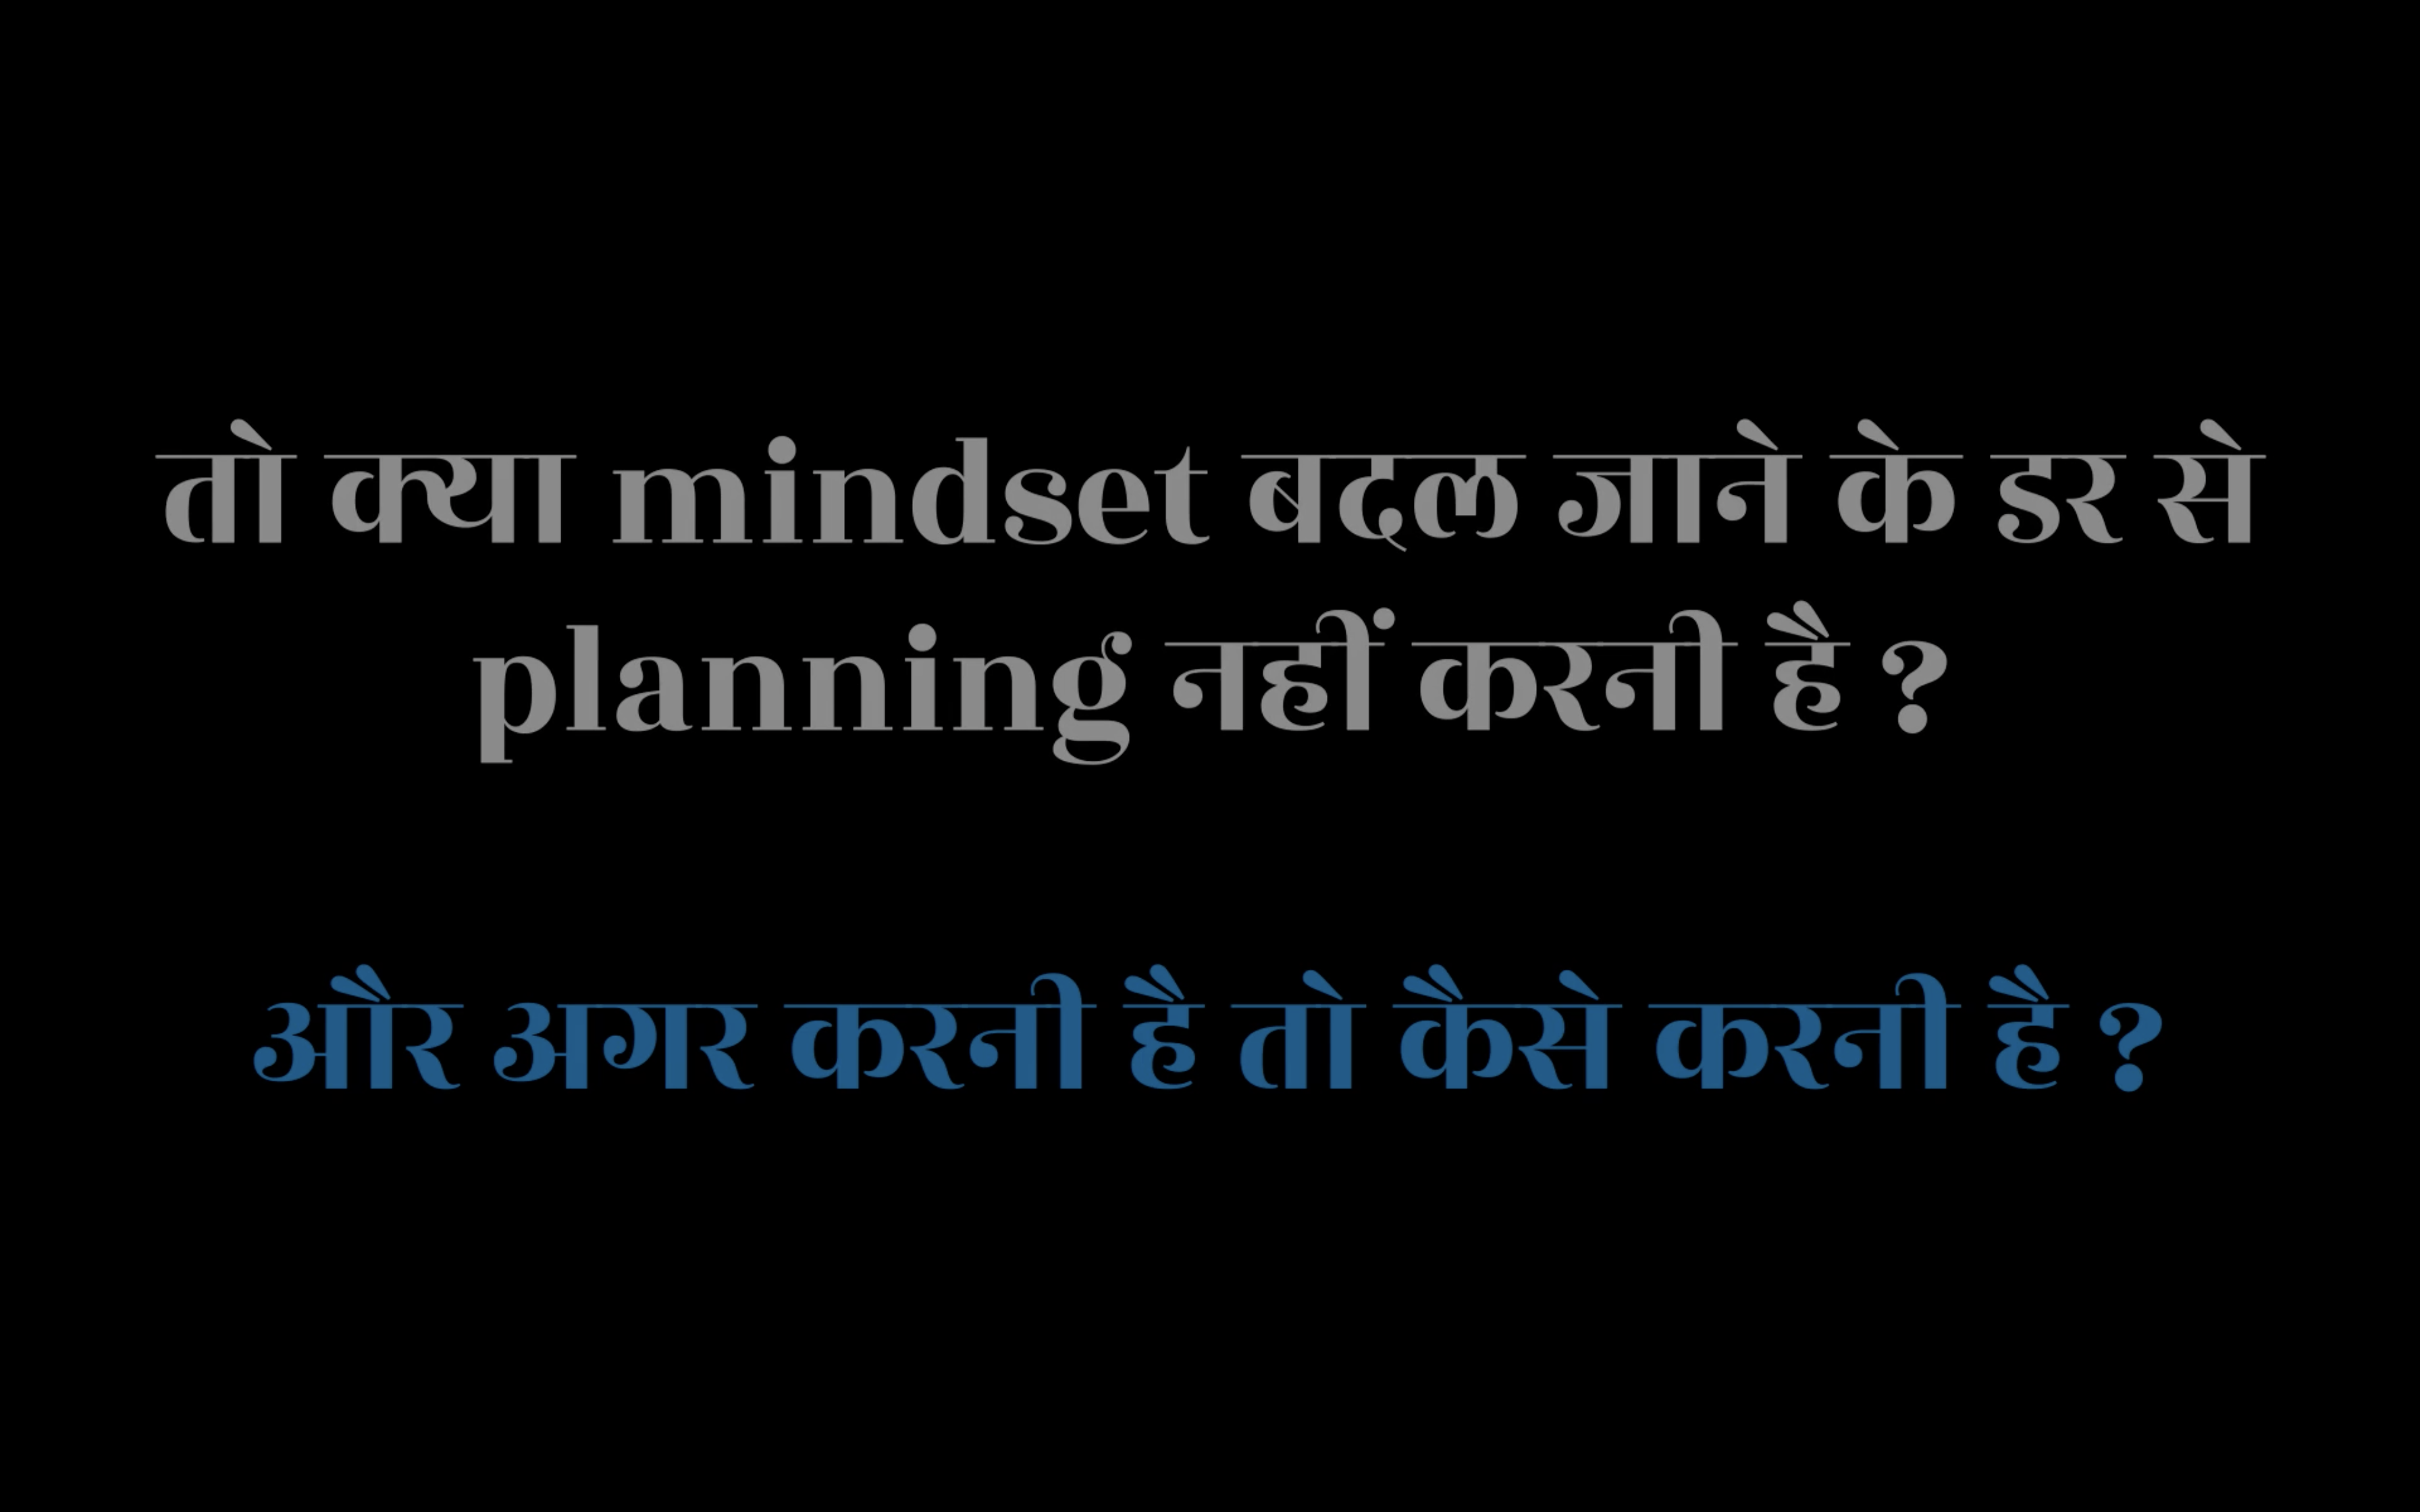 तो क्या mindset बदल जाने के डर से
planning नहीं करनी है ?
और अगर करनी है तो कैसे करनी है ?